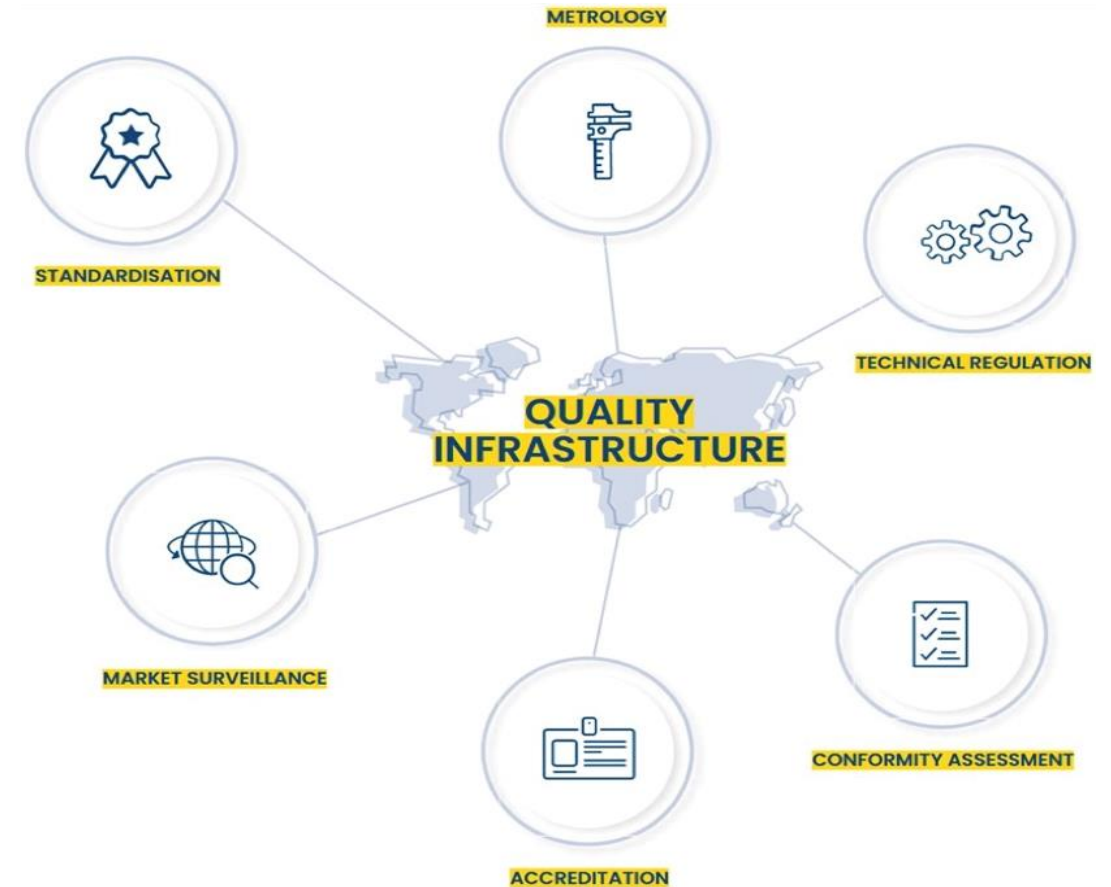 METROLOGY
STANDARDISATION
TECHNICAL REGULATION
QUALITY
INFRASTRUCTURE
MARKET SURVEILLANCE
CONFORMITY ASSESSMENT
ACCREDITATION